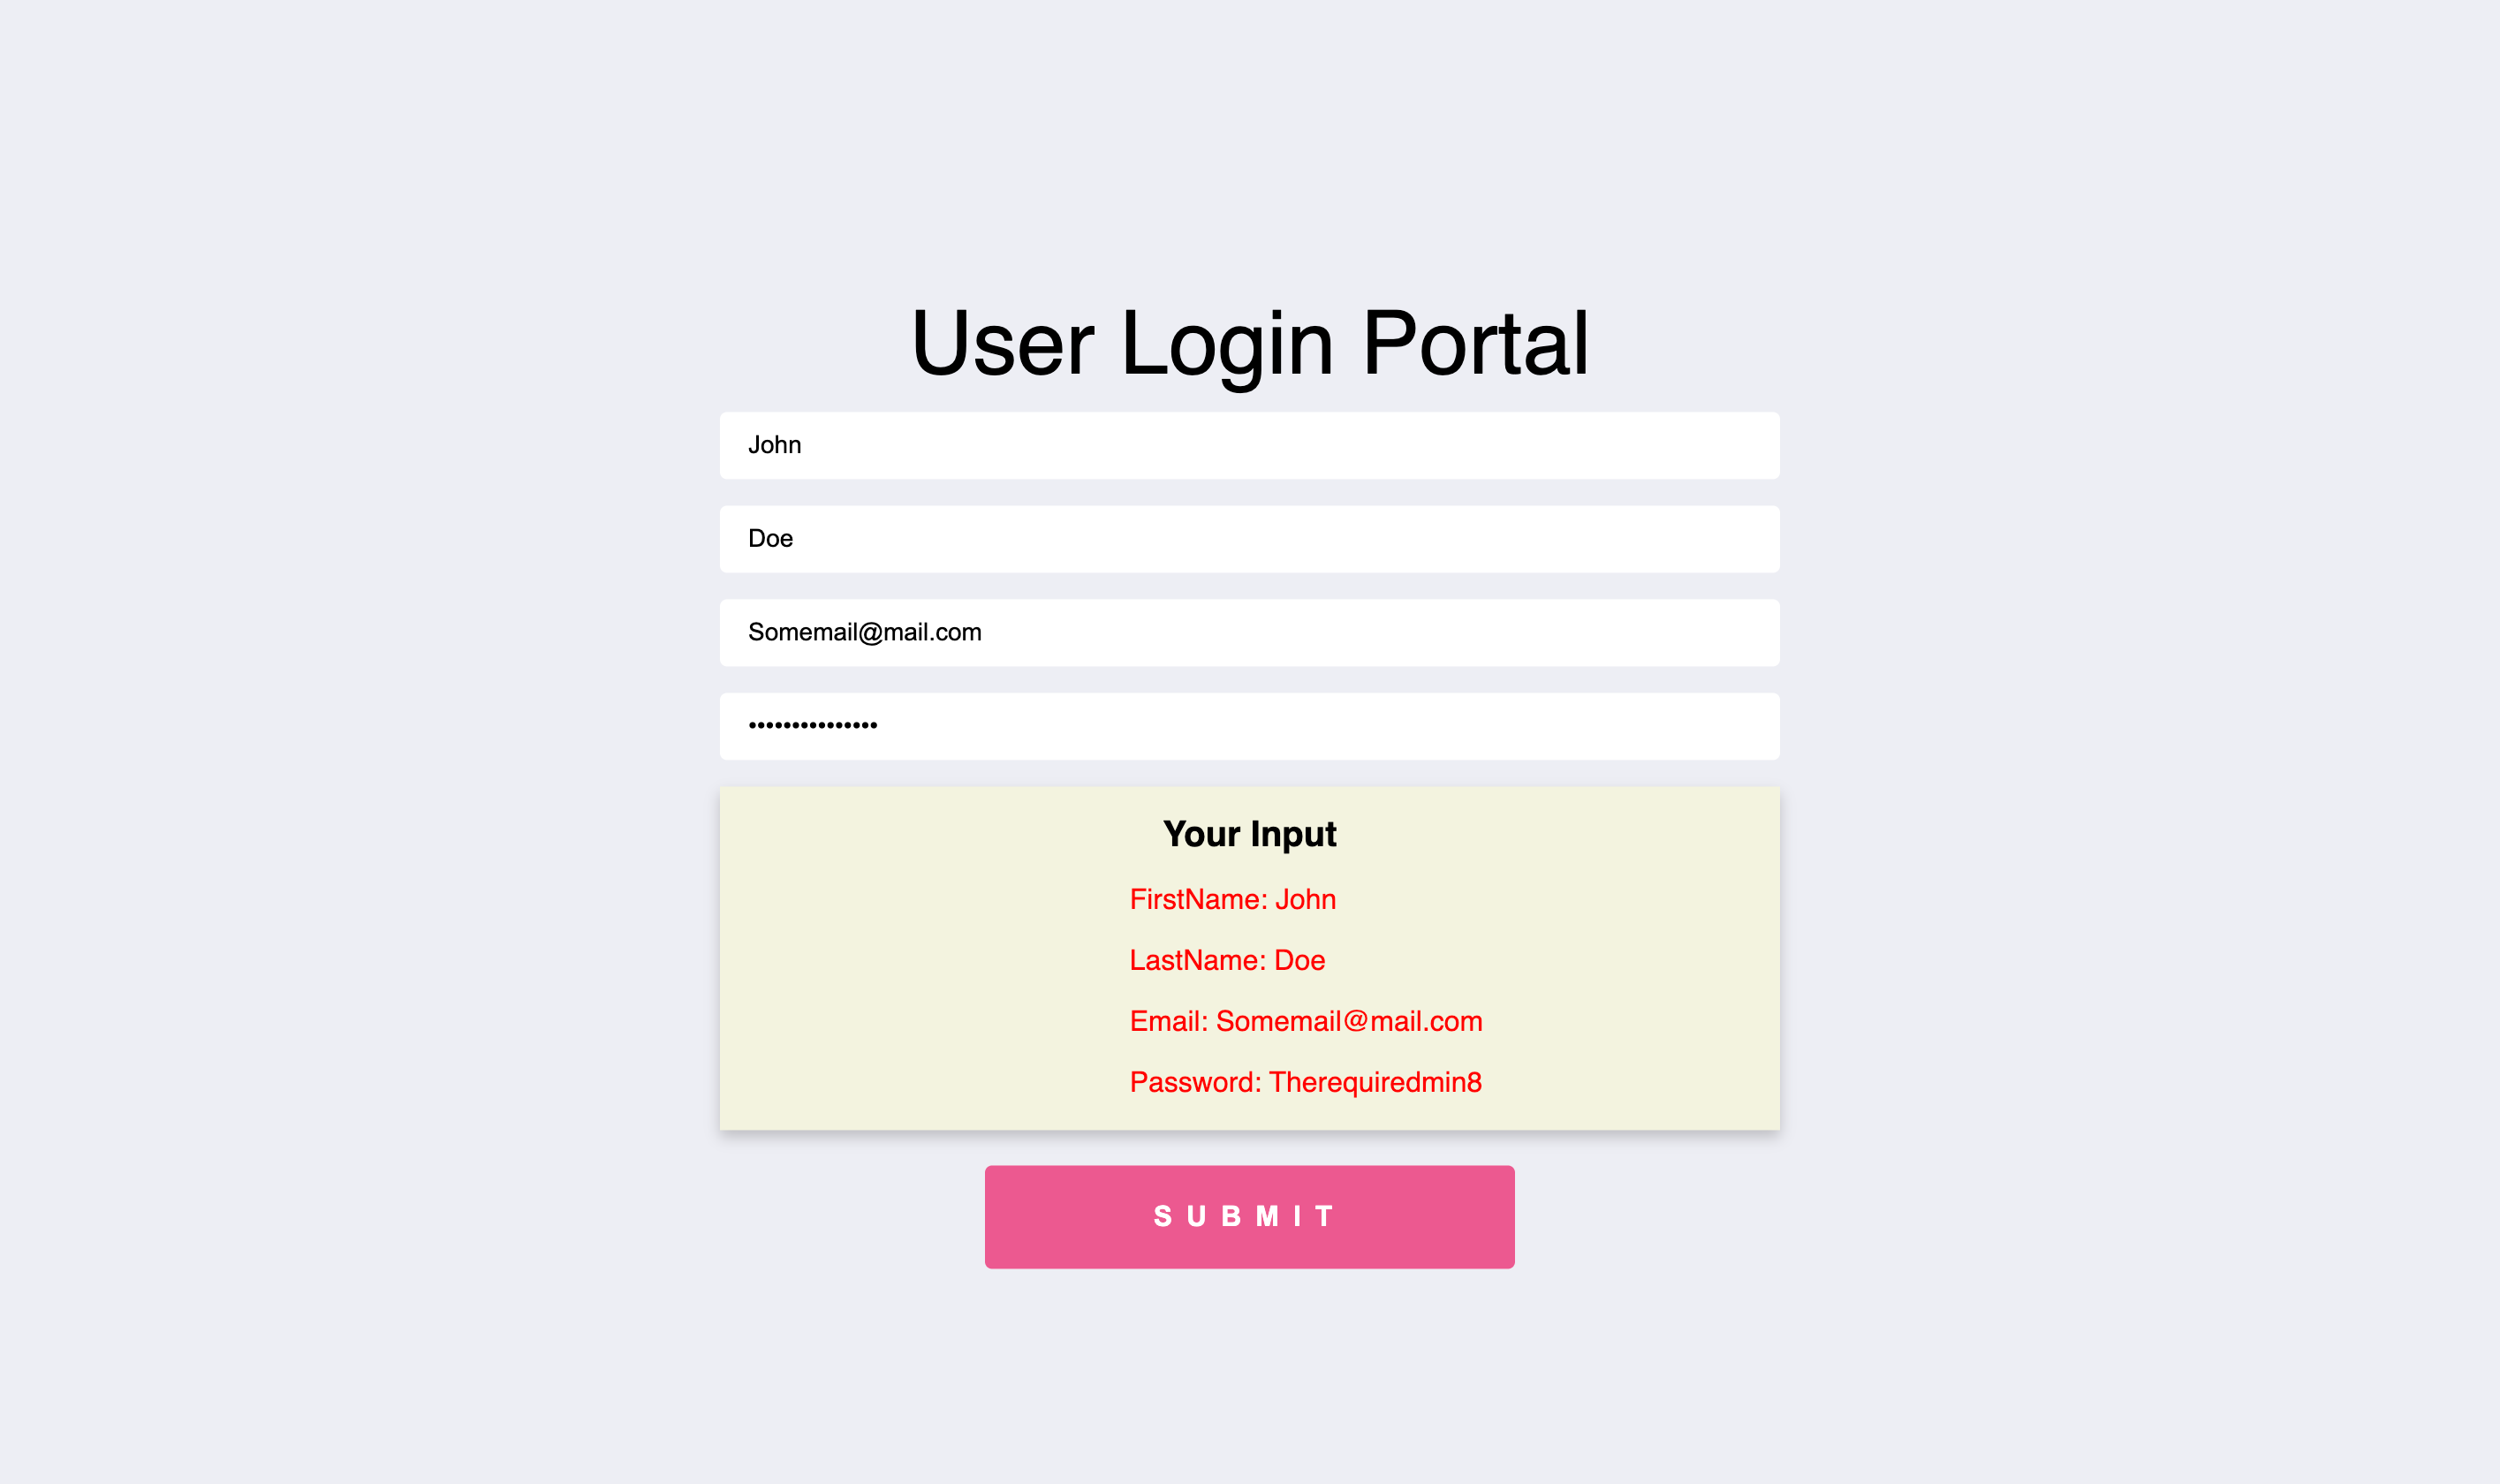 User Login Portal
John
Doe
Somemail@mail.com
•••••••••••••••
Your Input
FirstName: John
LastName: Doe
Email: Somemail@mail.com
Password: Therequiredmin8
SUBMIT